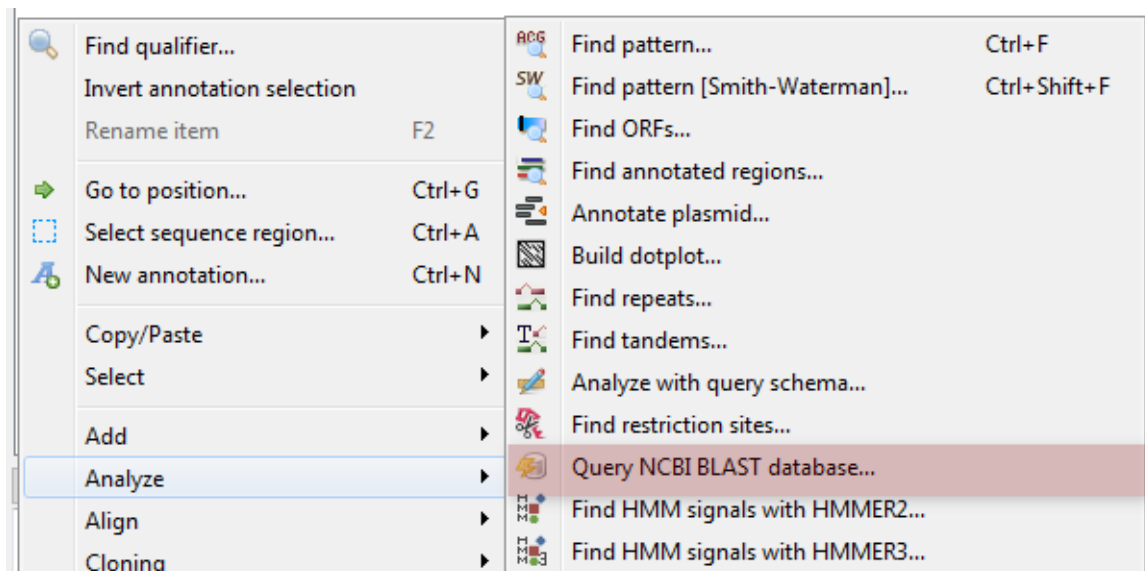 Find qualifier...
Invert annotation selection
Rename item F2
Go to position... Ctrl+G
Select sequence region... Ctrl+A
New annotation... Ctrl+N
Copy/Paste
Select
Add
Analyze
Align
Cloning
ACG Find pattern... Ctrl+F
SW Find pattern [Smith-Waterman]... Ctrl+Shift+F
Find ORFs...
Find annotated regions...
Annotate plasmid...
Build dotplot...
Find repeats...
Find tandems...
Analyze with query schema...
Find restriction sites...
Query NCBI BLAST database...
Find HMM signals with HMMER2...
Find HMM signals with HMMER3...